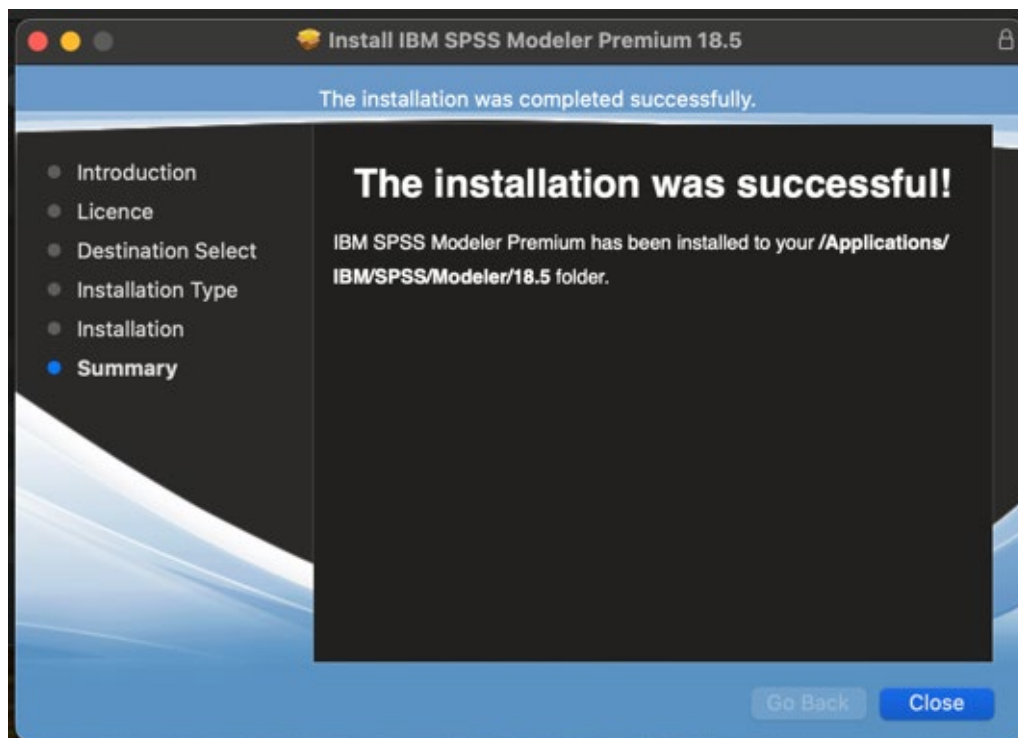 Install IBM SPSS Modeler Premium 18.5
The installation was completed successfully.
Introduction
Licence
Destination Select
Installation Type
Installation
Summary
The installation was successful!
IBM SPSS Modeler Premium has been installed to your /Applications/
IBM/SPSS/Modeler/18.5 folder.
Go Back
Close